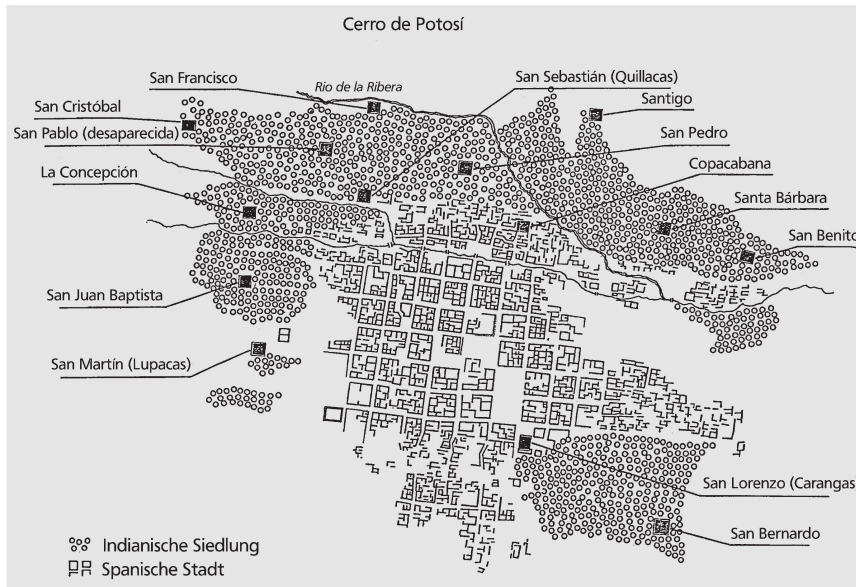 Cerro de Potosí
San Francisco
Rio de la Ribera
San Sebastián (Quillacas)
San Cristóbal
Santigo
San Pablo (desaparecida)
San Pedro
La Concepción
Copacabana
Santa Bárbara
San Benito
San Juan Baptista
San Martín (Lupacas)
San Lorenzo (Carangas
San Bernardo
Indianische Siedlung
Spanische Stadt